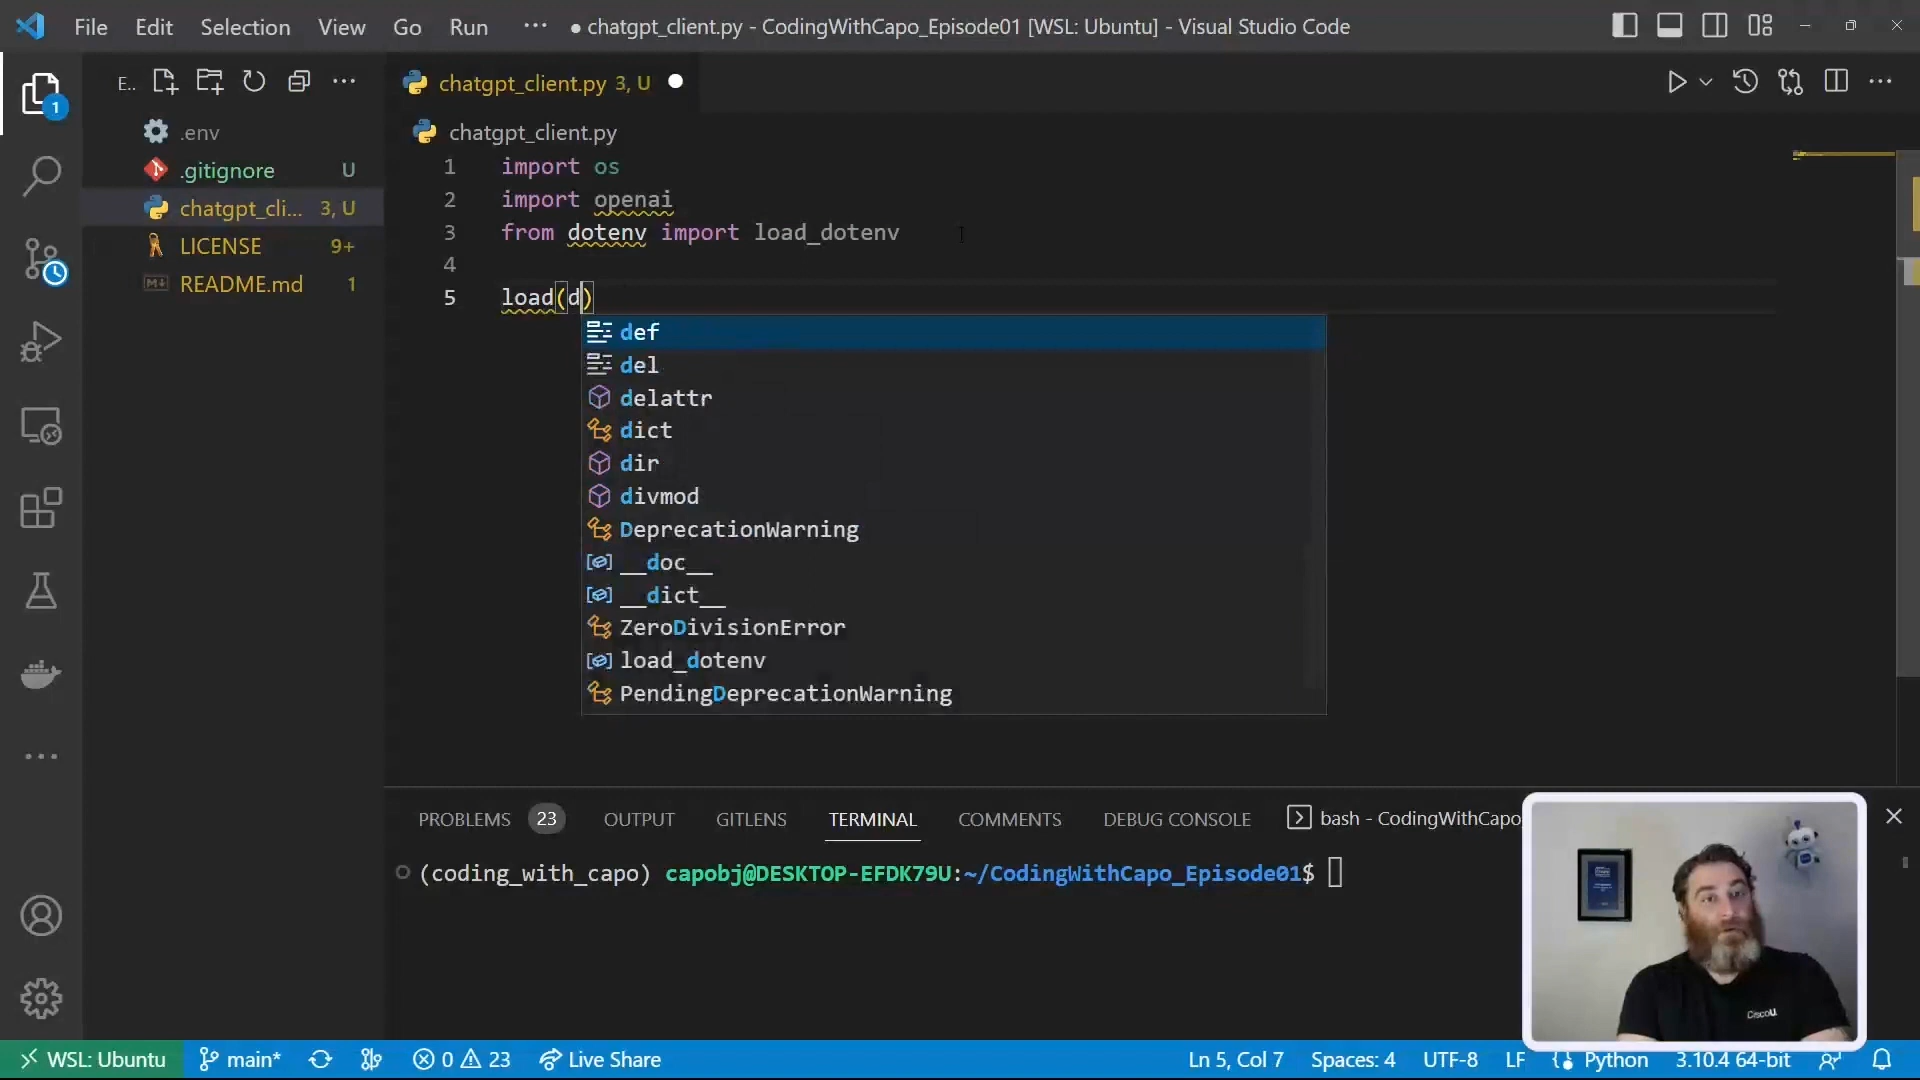 File Edit Selection View Go Run ··· ● chatgpt_client.py - CodingWithCapo_Episode01 [WSL: Ubuntu] - Visual Studio Code
E..
.env
.gitignore U
chatgpt_cli... 3, U
LICENSE 9+
README.md 1
1
chatgpt_client.py 3, U
chatgpt_client.py
1 import os
2 import openai
3 from dotenv import load_dotenv
4
5 load(d)
def
del
delattr
dict
dir
divmod
DeprecationWarning
__doc__
__dict__
ZeroDivisionError
load_dotenv
PendingDeprecationWarning
PROBLEMS 23 OUTPUT GITLENS TERMINAL COMMENTS DEBUG CONSOLE bash - CodingWithCapo
(coding_with_capo) capobj@DESKTOP-EFDK79U:~/CodingWithCapo_Episode01$
CiscoU
WSL: Ubuntu main* 0 23 Live Share Ln 5, Col 7 Spaces: 4 UTF-8 LF Python 3.10.4 64-bit